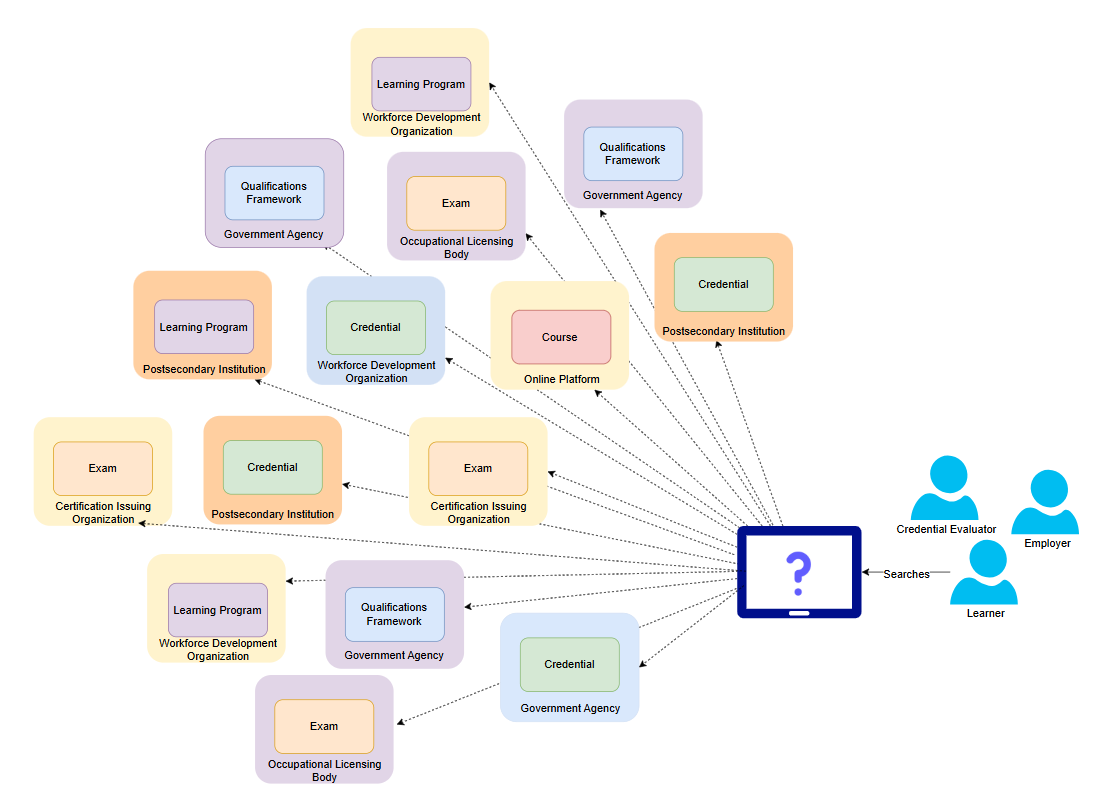 Learning Program
Workforce Development
Organization
Qualifications
Framework
Government Agency
Qualifications
Framework
Government Agency
Exam
Occupational Licensing
Body
Credential
Postsecondary Institution
Learning Program
Postsecondary Institution
Credential
Workforce Development
Organization
Course
Online Platform
Exam
Certification Issuing
Organization
Credential
Postsecondary Institution
Exam
Certification Issuing
Organization
Credential Evaluator
Employer
?
Searches
Learner
Learning Program
Workforce Development
Organization
Qualifications
Framework
Government Agency
Credential
Government Agency
Exam
Occupational Licensing
Body